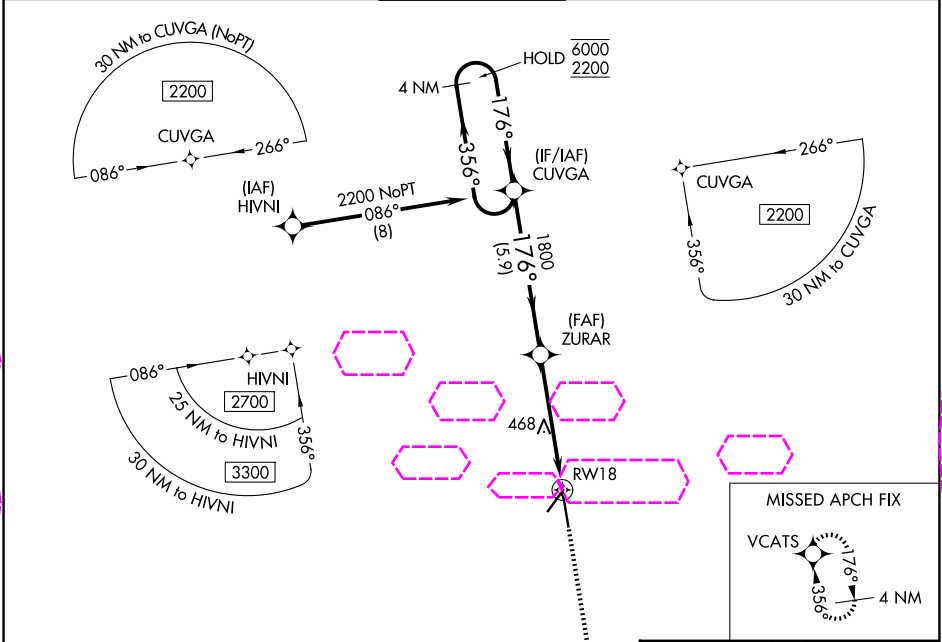 30 NM to CUVGA (NoPT)
2200
CUVGA
086°
266°
HOLD 6000
2200
4 NM
176°
356°
(IF/IAF)
CUVGA
(IAF)
HIVNI
2200 NoPT
086°
(8)
1800
176°
(5.9)
266°
CUVGA
2200
356°
30 NM to CUVGA
(FAF)
ZURAR
086°
HIVNI
2700
25 NM to HIVNI
356°
3300
30 NM to HIVNI
468
RW18
MISSED APCH FIX
VCATS
176°
356°
4 NM